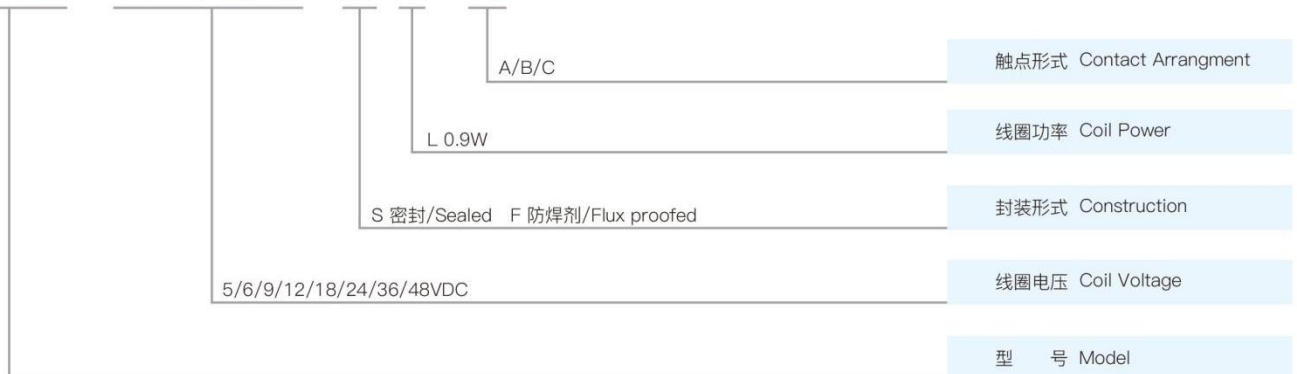 A/B/C 触点形式 Contact Arrangment
L 0.9W 线圈功率 Coil Power
S 密封/Sealed F 防焊剂/Flux proofed 封装形式 Construction
5/6/9/12/18/24/36/48VDC 线圈电压 Coil Voltage
型 号 Model